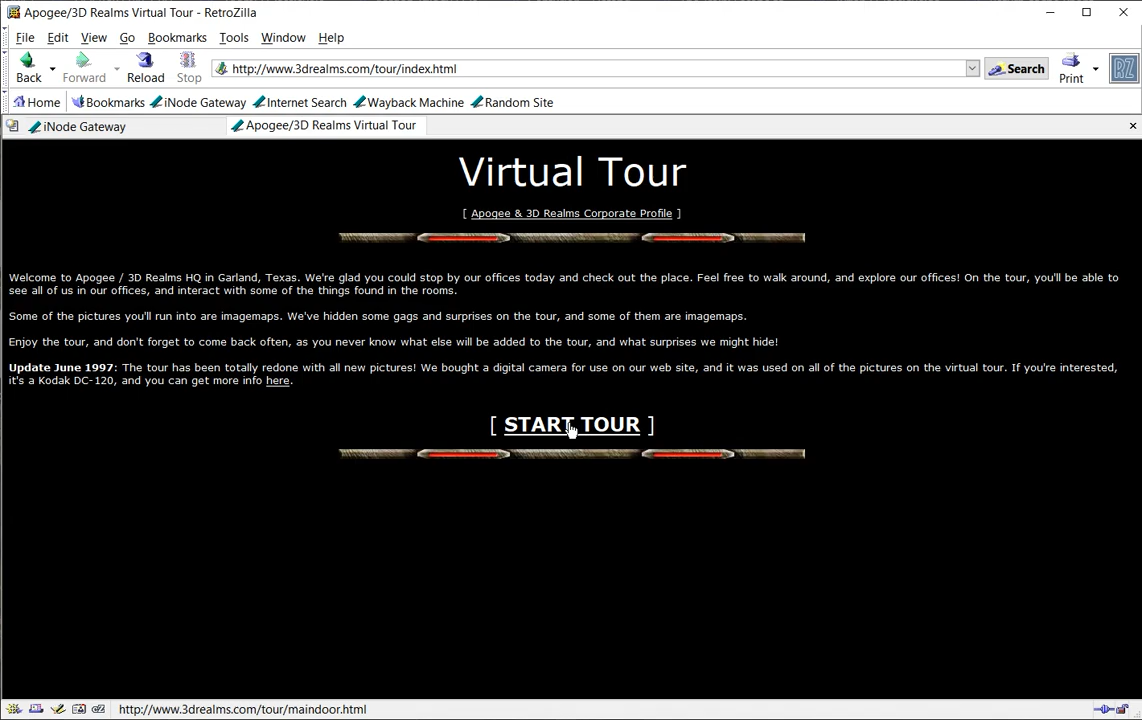 Apogee/3D Realms Virtual Tour - RetroZilla
File Edit View Go Bookmarks Tools Window Help
Back Forward Reload Stop http://www.3drealms.com/tour/index.html Search Print RZ
Home Bookmarks iNode Gateway Internet Search Wayback Machine Random Site
iNode Gateway Apogee/3D Realms Virtual Tour
Virtual Tour
[ Apogee & 3D Realms Corporate Profile ]
Welcome to Apogee / 3D Realms HQ in Garland, Texas. We're glad you could stop by our offices today and check out the place. Feel free to walk around, and explore our offices! On the tour, you'll be able to
see all of us in our offices, and interact with some of the things found in the rooms.
Some of the pictures you'll run into are imagemaps. We've hidden some gags and surprises on the tour, and some of them are imagemaps.
Enjoy the tour, and don't forget to come back often, as you never know what else will be added to the tour, and what surprises we might hide!
Update June 1997: The tour has been totally redone with all new pictures! We bought a digital camera for use on our web site, and it was used on all of the pictures on the virtual tour. If you're interested,
it's a Kodak DC-120, and you can get more info here.
[ START TOUR ]
http://www.3drealms.com/tour/maindoor.html